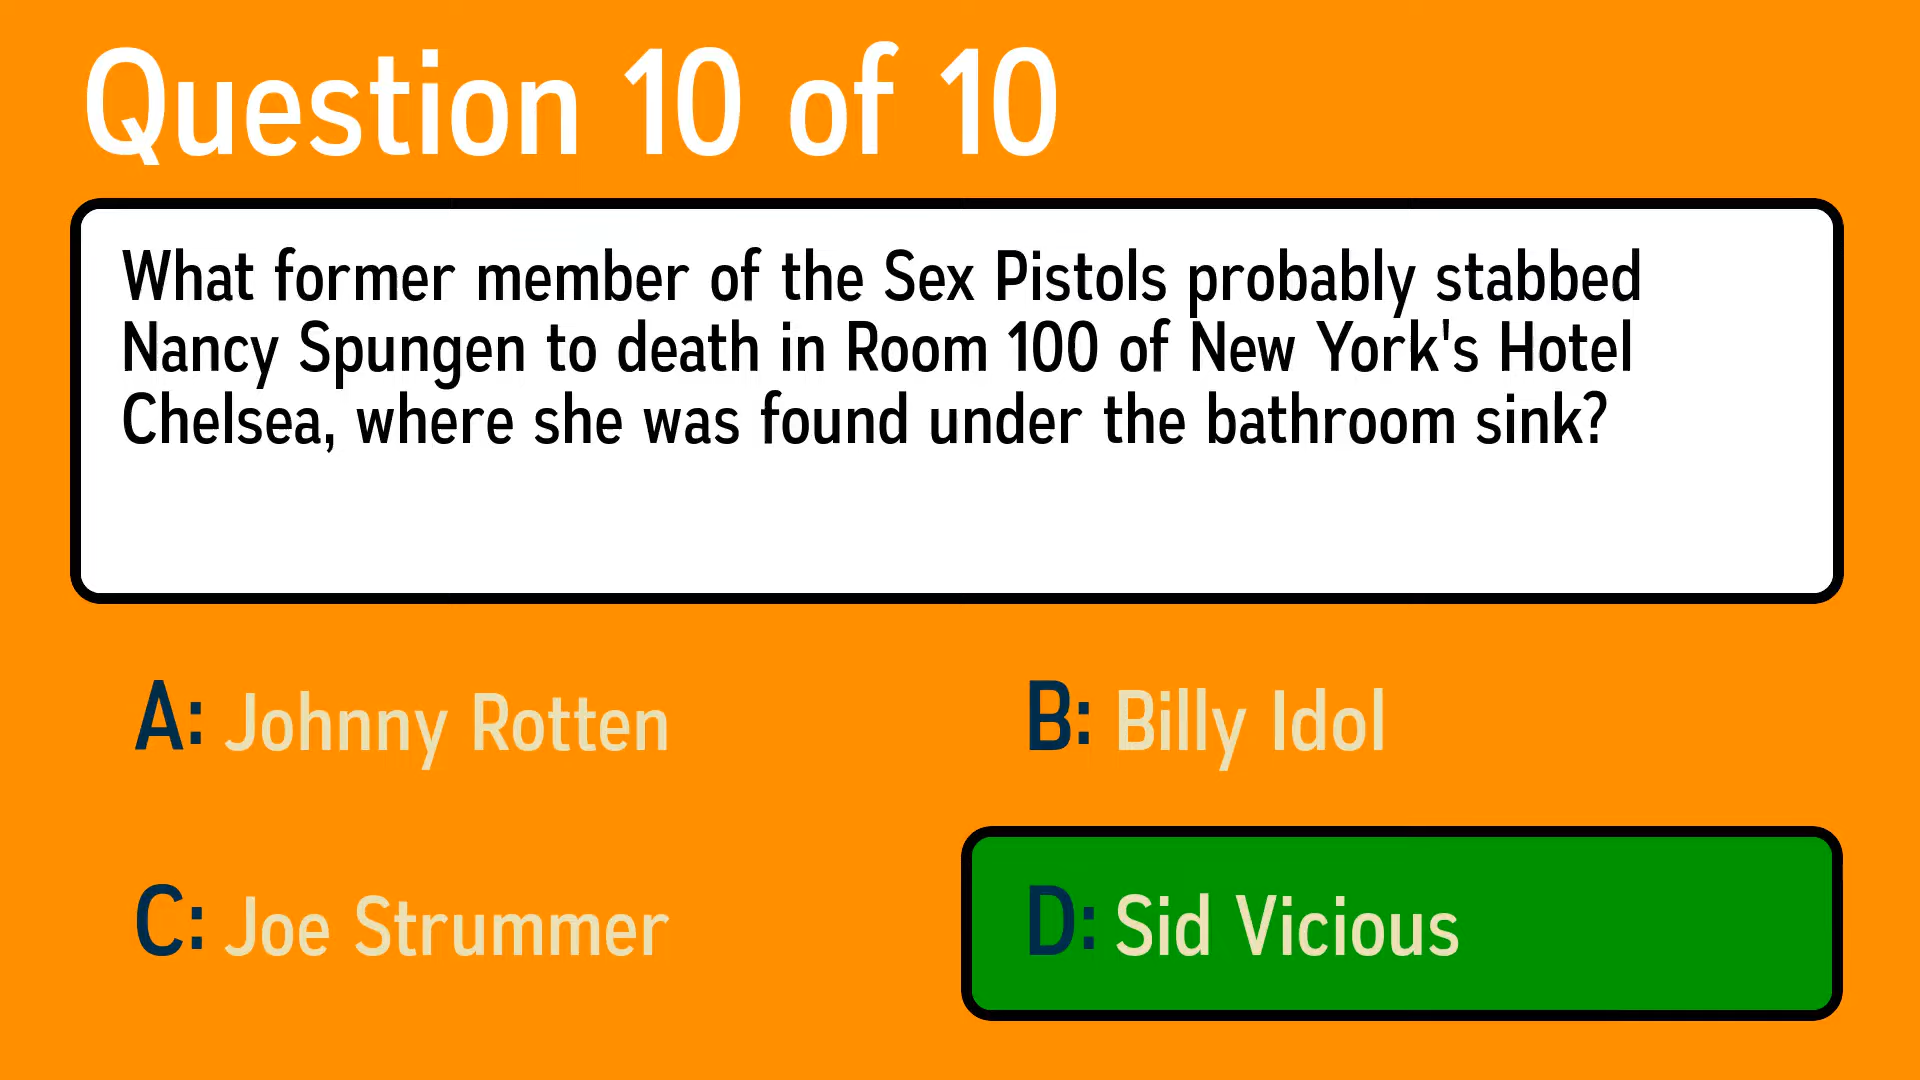 Question 10 of 10
What former member of the Sex Pistols probably stabbed
Nancy Spungen to death in Room 100 of New York's Hotel
Chelsea, where she was found under the bathroom sink?
A: Johnny Rotten
B: Billy Idol
C: Joe Strummer
D: Sid Vicious